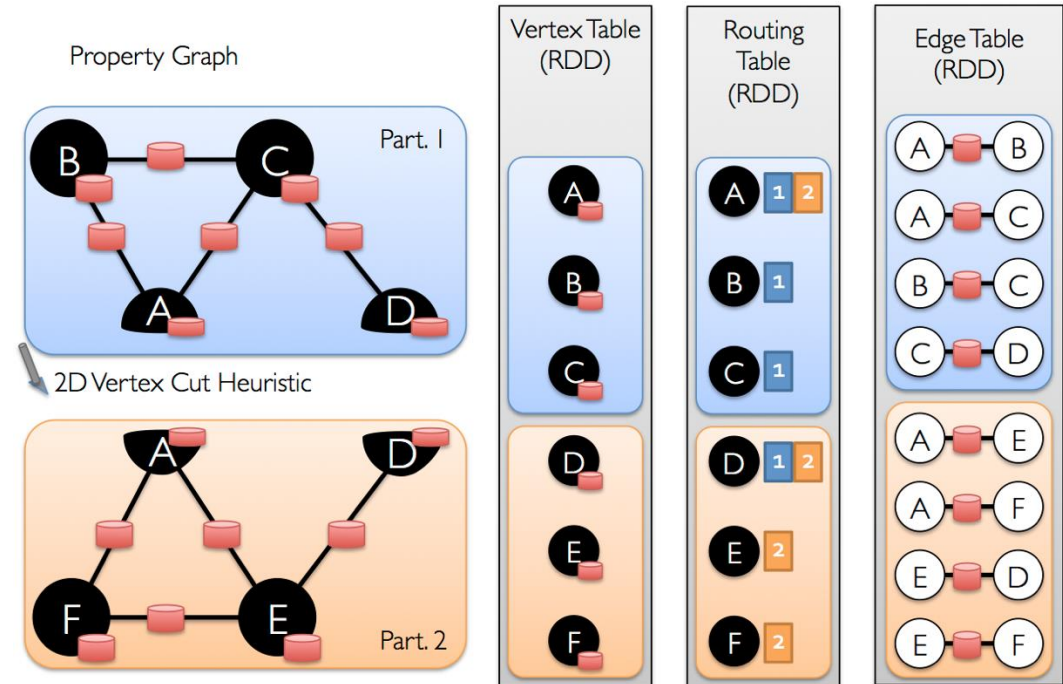 Property Graph
Part. 1
B
C
A
D
2D Vertex Cut Heuristic
A
D
F
E
Part. 2
Vertex Table
(RDD)
A
B
C
D
E
F
Routing
Table
(RDD)
A 1 2
B 1
C 1
D 1 2
E 2
F 2
Edge Table
(RDD)
A B
A C
B C
C D
A E
A F
E D
E F